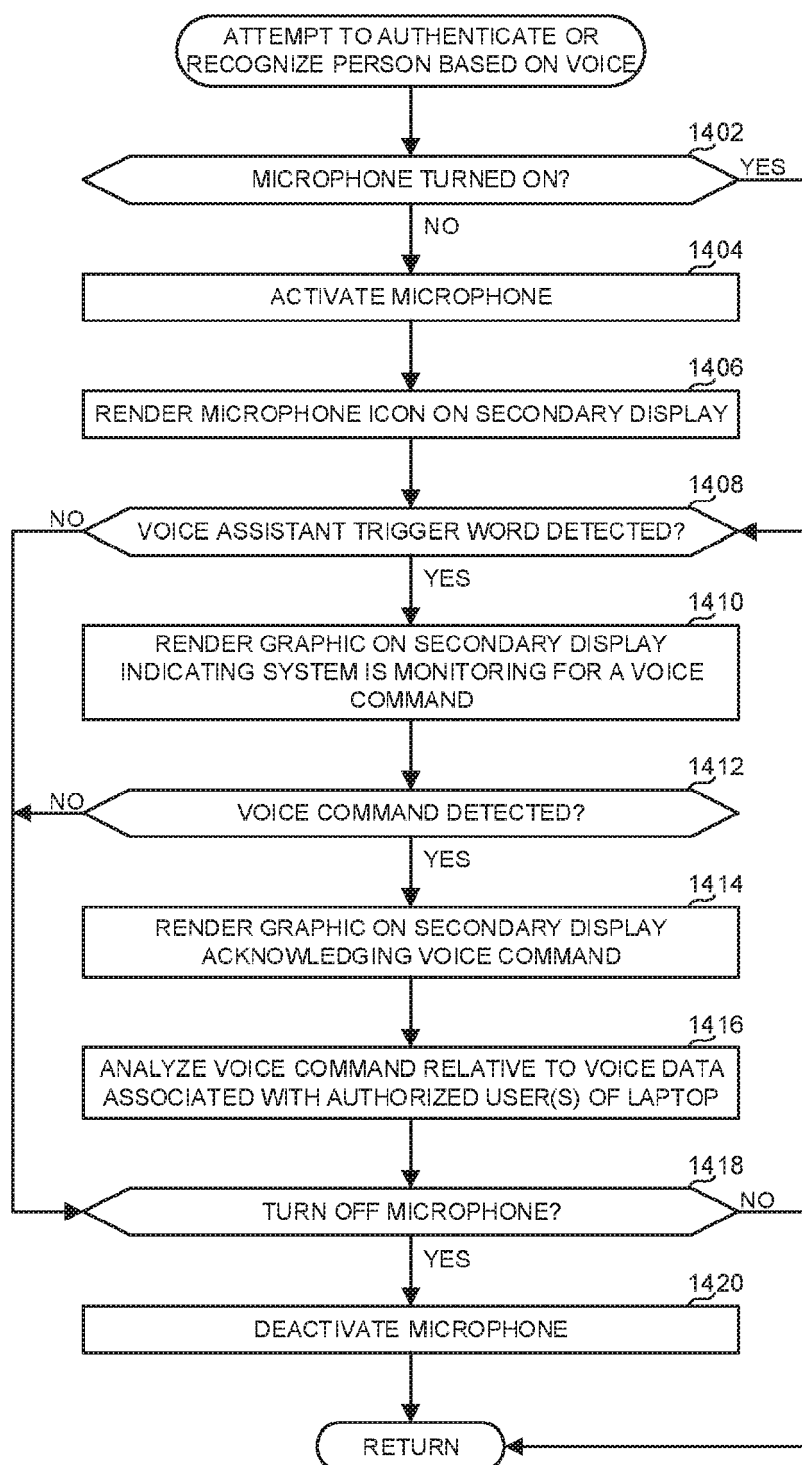 ATTEMPT TO AUTHENTICATE OR
RECOGNIZE PERSON BASED ON VOICE
1402
MICROPHONE TURNED ON?
YES
NO
1404
ACTIVATE MICROPHONE
1406
RENDER MICROPHONE ICON ON SECONDARY DISPLAY
1408
NO
VOICE ASSISTANT TRIGGER WORD DETECTED?
YES
1410
RENDER GRAPHIC ON SECONDARY DISPLAY
INDICATING SYSTEM IS MONITORING FOR A VOICE
COMMAND
1412
NO
VOICE COMMAND DETECTED?
YES
1414
RENDER GRAPHIC ON SECONDARY DISPLAY
ACKNOWLEDGING VOICE COMMAND
1416
ANALYZE VOICE COMMAND RELATIVE TO VOICE DATA
ASSOCIATED WITH AUTHORIZED USER(S) OF LAPTOP
1418
TURN OFF MICROPHONE?
NO
YES
1420
DEACTIVATE MICROPHONE
RETURN